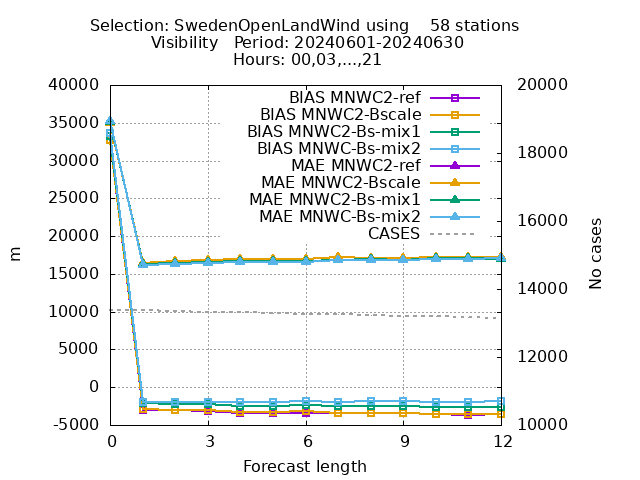 Selection: SwedenOpenLandWind using    58 stations
Visibility   Period: 20240601-20240630
Hours: 00,03,...,21
40000
35000
30000
25000
20000
15000
10000
5000
0
-5000
m
20000
18000
16000
14000
12000
10000
No cases
BIAS MNWC2-ref
BIAS MNWC2-Bscale
BIAS MNWC2-Bs-mix1
BIAS MNWC-Bs-mix2
MAE MNWC2-ref
MAE MNWC2-Bscale
MAE MNWC2-Bs-mix1
MAE MNWC-Bs-mix2
CASES
0 3 6 9 12
Forecast length